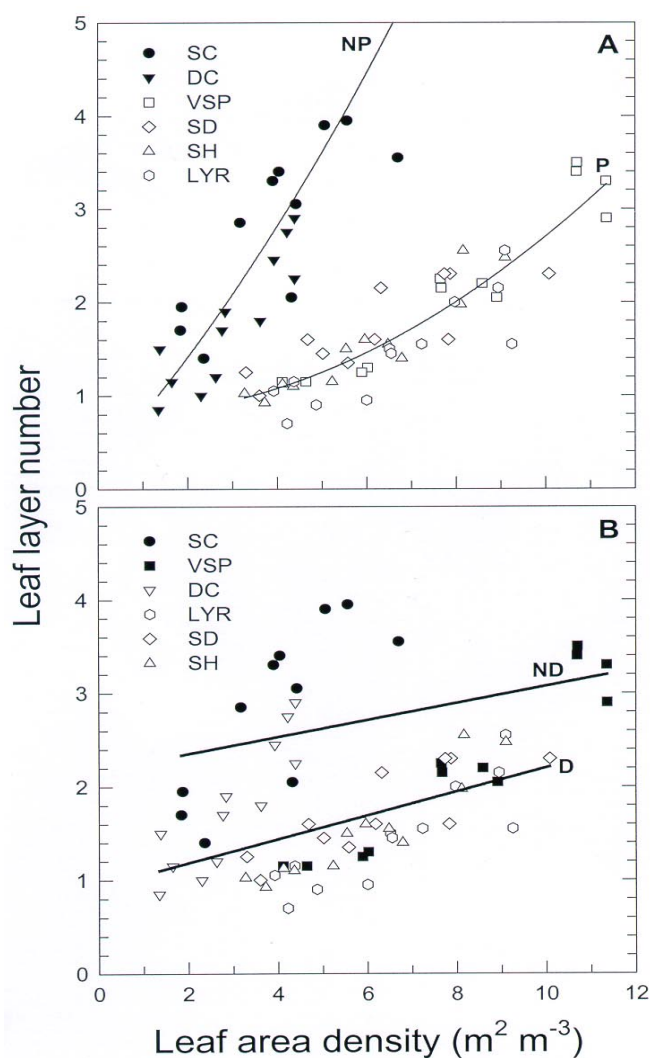 5
NP
A
SC
DC
VSP
SD
SH
LYR
P
4
3
2
1
0
5
B
SC
VSP
DC
LYR
SD
SH
ND
D
4
3
2
1
0
0 2 4 6 8 10 12
Leaf layer number
Leaf area density (m² m⁻³)